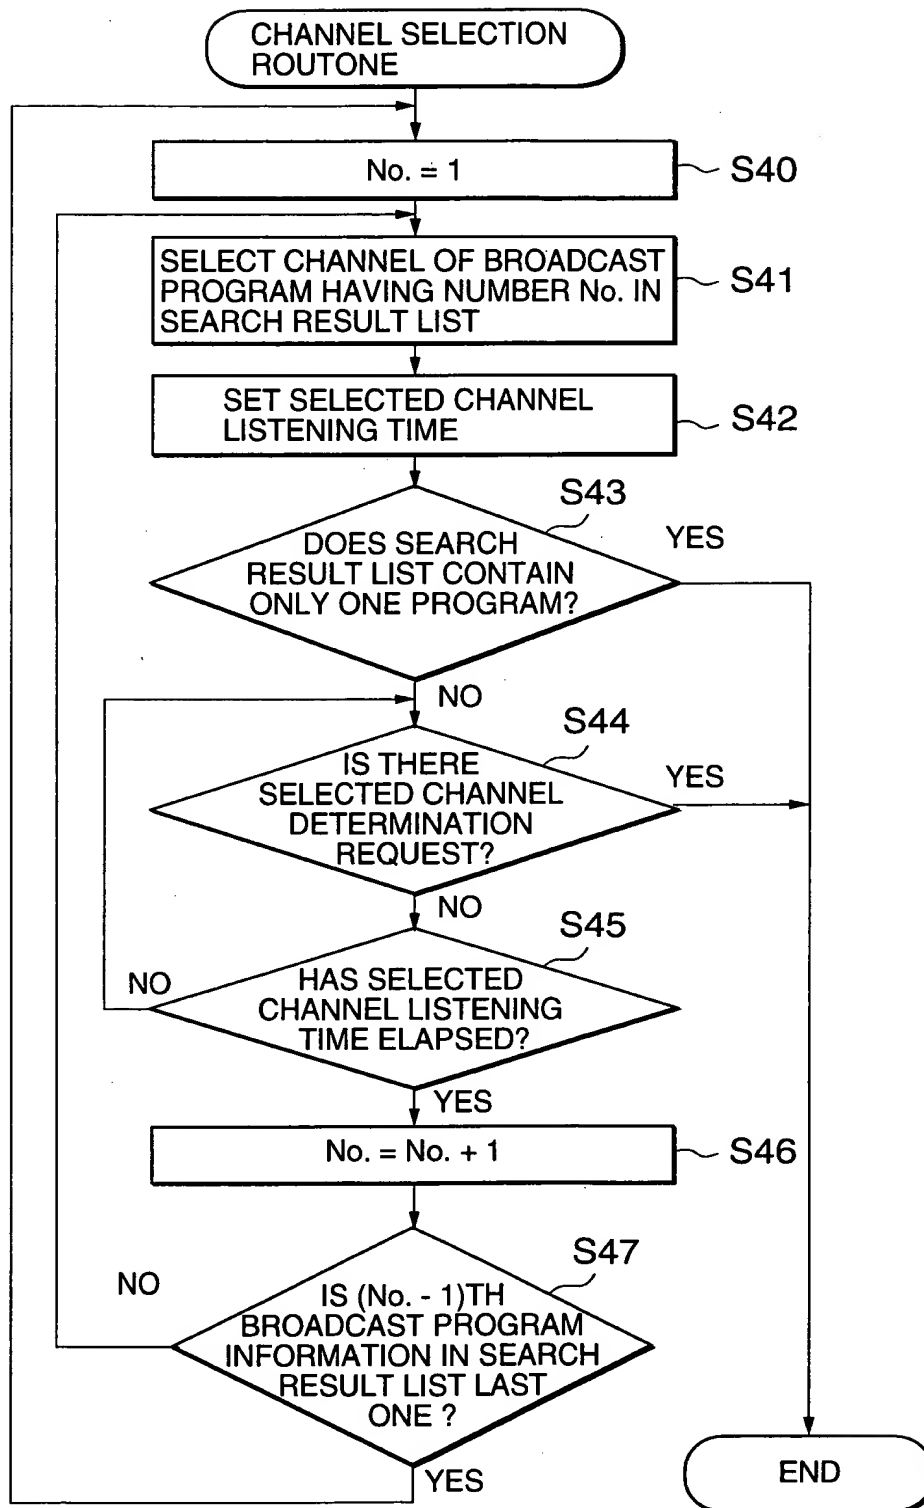 CHANNEL SELECTION
ROUTONE
No. = 1
S40
SELECT CHANNEL OF BROADCAST
PROGRAM HAVING NUMBER No. IN
SEARCH RESULT LIST
S41
SET SELECTED CHANNEL
LISTENING TIME
S42
S43
DOES SEARCH
RESULT LIST CONTAIN
ONLY ONE PROGRAM?
YES
NO
S44
IS THERE
SELECTED CHANNEL
DETERMINATION
REQUEST?
YES
NO
S45
HAS SELECTED
CHANNEL LISTENING
TIME ELAPSED?
NO
YES
No. = No. + 1
S46
S47
NO
IS (No. - 1)TH
BROADCAST PROGRAM
INFORMATION IN SEARCH
RESULT LIST LAST
ONE ?
YES
END